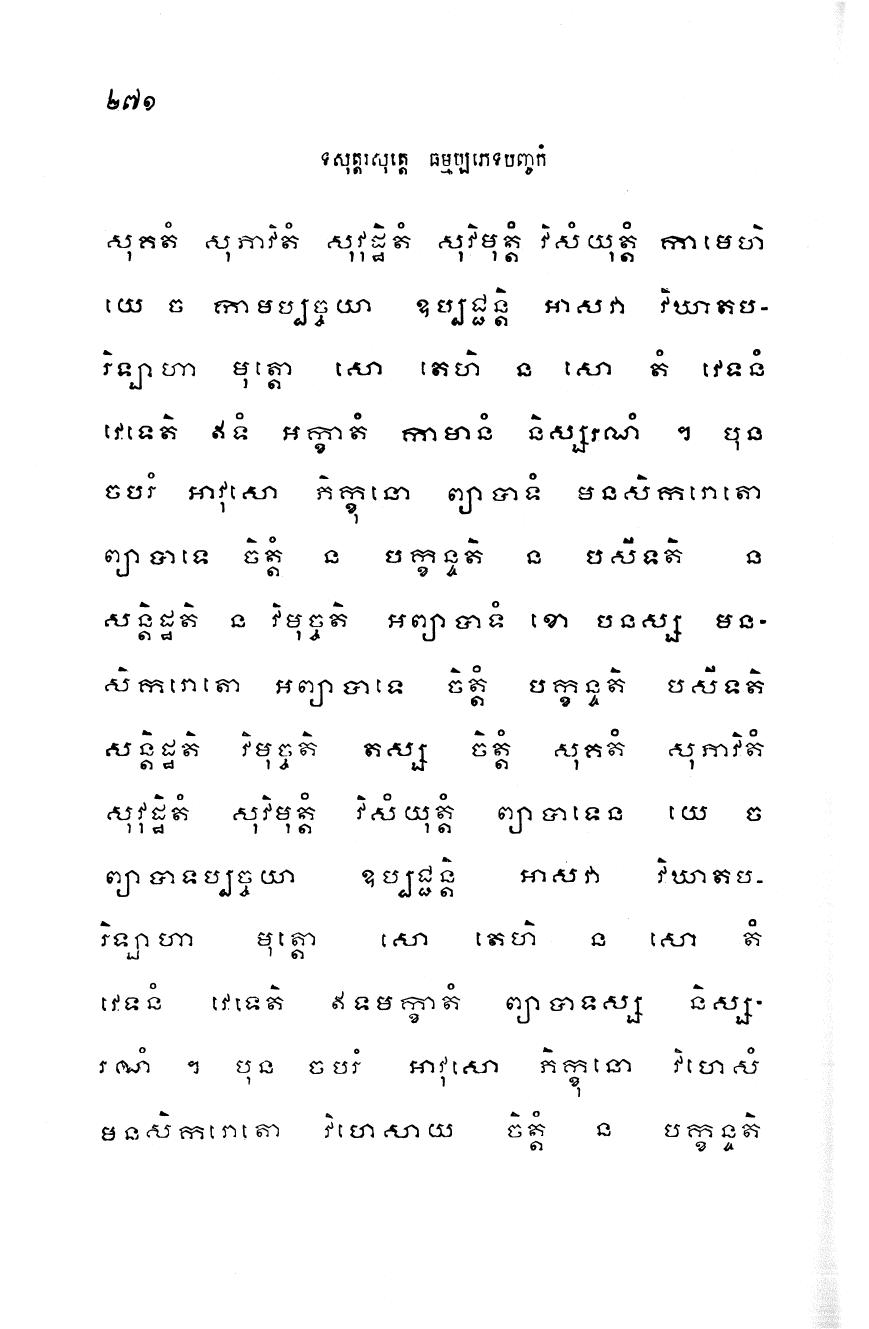 ២៧១
ទសុត្តរសុត្តេ ធម្មប្បភេទបញ្ចកំ
សុគតំ សុភាវិតំ សុវុដ្ឋិតំ សុវិមុត្តំ វិសំយុត្តំ កាមេហិ
យេ ច កាមប្បច្ចយា ឧប្បជ្ជន្តិ អាសវា វិឃាតប-
រិឡាហា មុត្តោ សោ តេហិ ន សោ តំ វេទនំ
វេទេតិ ឥទំ អក្ខាតំ កាមានំ និស្សរណំ ។ បុន
ចបរំ អាវុសោ ភិក្ខុនោ ព្យាបាទំ មនសិករោតោ
ព្យាបាទេ ចិត្តំ ន បក្ខន្ទតិ ន បសីទតិ ន
សន្តិដ្ឋតិ ន វិមុច្ចតិ អព្យាបាទំ ខោ បនស្ស មន-
សិករោតោ អព្យាបាទេ ចិត្តំ បក្ខន្ទតិ បសីទតិ
សន្តិដ្ឋតិ វិមុច្ចតិ តស្ស ចិត្តំ សុគតំ សុភាវិតំ
សុវុដ្ឋិតំ សុវិមុត្តំ វិសំយុត្តំ ព្យាបាទេន យេ ច
ព្យាបាទប្បច្ចយា ឧប្បជ្ជន្តិ អាសវា វិឃាតប-
រិឡាហា មុត្តោ សោ តេហិ ន សោ តំ
វេទនំ វេទេតិ ឥទមក្ខាតំ ព្យាបាទស្ស និស្ស-
រណំ ។ បុន ចបរំ អាវុសោ ភិក្ខុនោ វិហេសំ
មនសិករោតោ វិហេសាយ ចិត្តំ ន បក្ខន្ទតិ